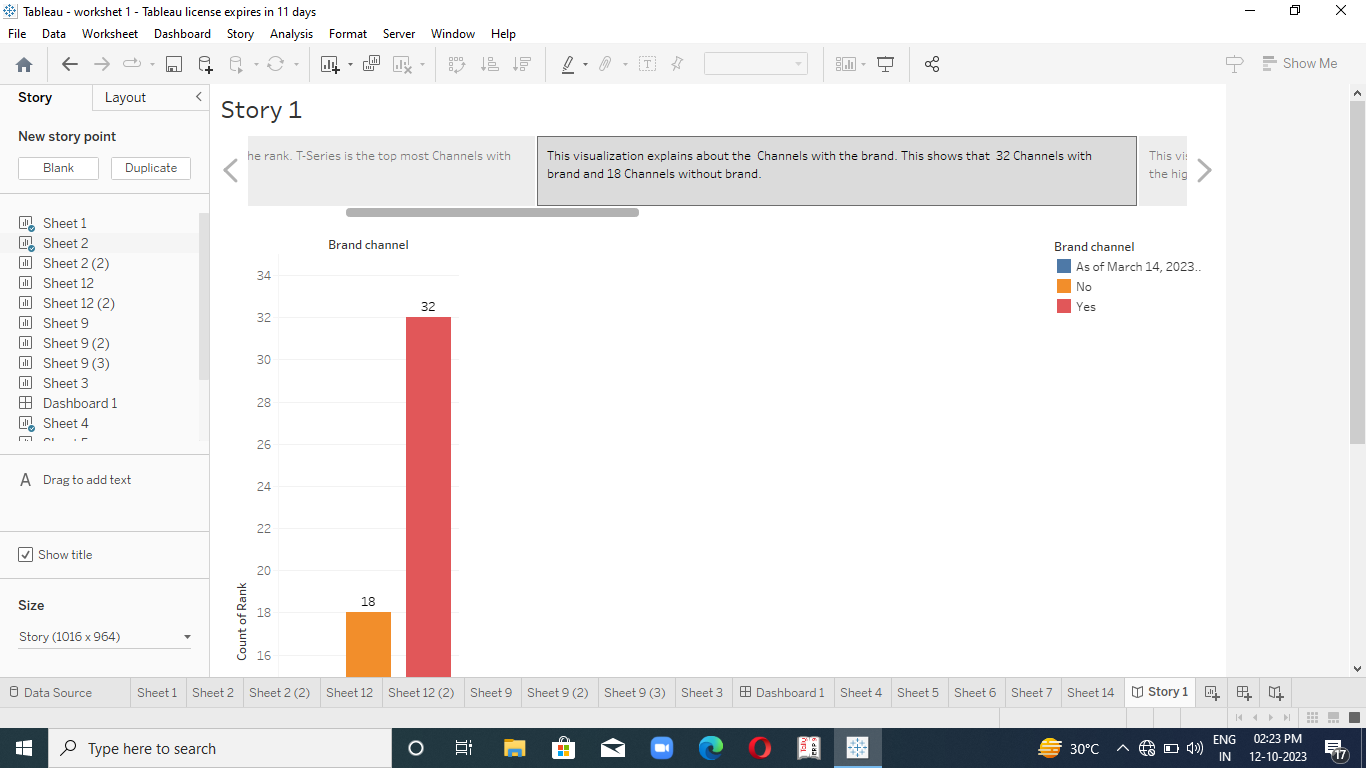 Tableau - workshet 1 - Tableau license expires in 11 days
File Data Worksheet Dashboard Story Analysis Format Server Window Help
Show Me
Story Layout
New story point
Blank Duplicate
Sheet 1
Sheet 2
Sheet 2 (2)
Sheet 12
Sheet 12 (2)
Sheet 9
Sheet 9 (2)
Sheet 9 (3)
Sheet 3
Dashboard 1
Sheet 4
A Drag to add text
Show title
Size
Story (1016 x 964)
Story 1
he rank. T-Series is the top most Channels with
This visualization explains about the Channels with the brand. This shows that 32 Channels with
brand and 18 Channels without brand.
This vis
the hig
Brand channel
34
32
30
28
26
24
22
20
18
16
Count of Rank
32
18
Brand channel
As of March 14, 2023..
No
Yes
Data Source Sheet 1 Sheet 2 Sheet 2 (2) Sheet 12 Sheet 12 (2) Sheet 9 Sheet 9 (2) Sheet 9 (3) Sheet 3 Dashboard 1 Sheet 4 Sheet 5 Sheet 6 Sheet 7 Sheet 14 Story 1
Type here to search
30°C
ENG
IN
02:23 PM
12-10-2023
17